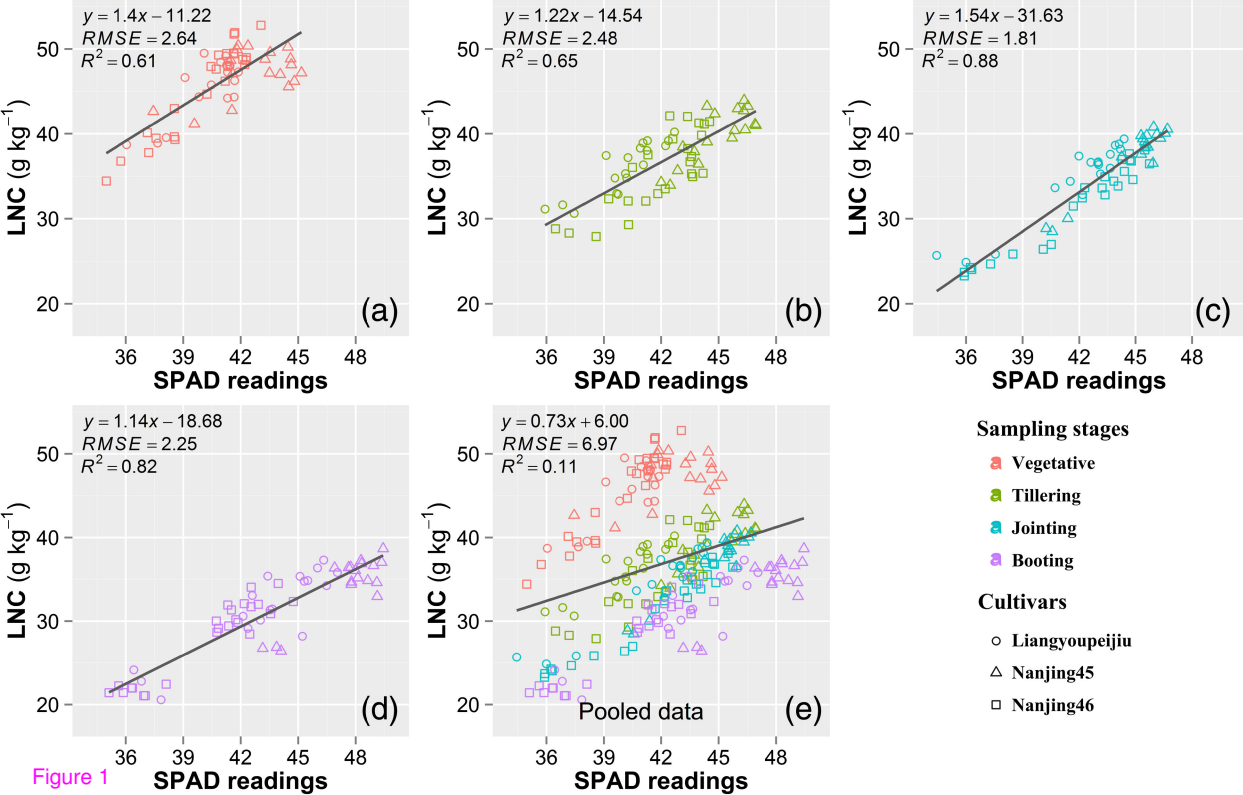 y = 1.4x − 11.22
RMSE = 2.64
R² = 0.61
LNC (g kg⁻¹)
50
40
30
20
(a)
36 39 42 45 48
SPAD readings
y = 1.22x − 14.54
RMSE = 2.48
R² = 0.65
LNC (g kg⁻¹)
50
40
30
20
(b)
36 39 42 45 48
SPAD readings
y = 1.54x − 31.63
RMSE = 1.81
R² = 0.88
LNC (g kg⁻¹)
50
40
30
20
(c)
36 39 42 45 48
SPAD readings
y = 1.14x − 18.68
RMSE = 2.25
R² = 0.82
LNC (g kg⁻¹)
50
40
30
20
(d)
36 39 42 45 48
SPAD readings
y = 0.73x + 6.00
RMSE = 6.97
R² = 0.11
LNC (g kg⁻¹)
50
40
30
20
Pooled data
(e)
36 39 42 45 48
SPAD readings
Sampling stages
a Vegetative
a Tillering
a Jointing
a Booting
Cultivars
Liangyoupeijiu
Nanjing45
Nanjing46
Figure 1